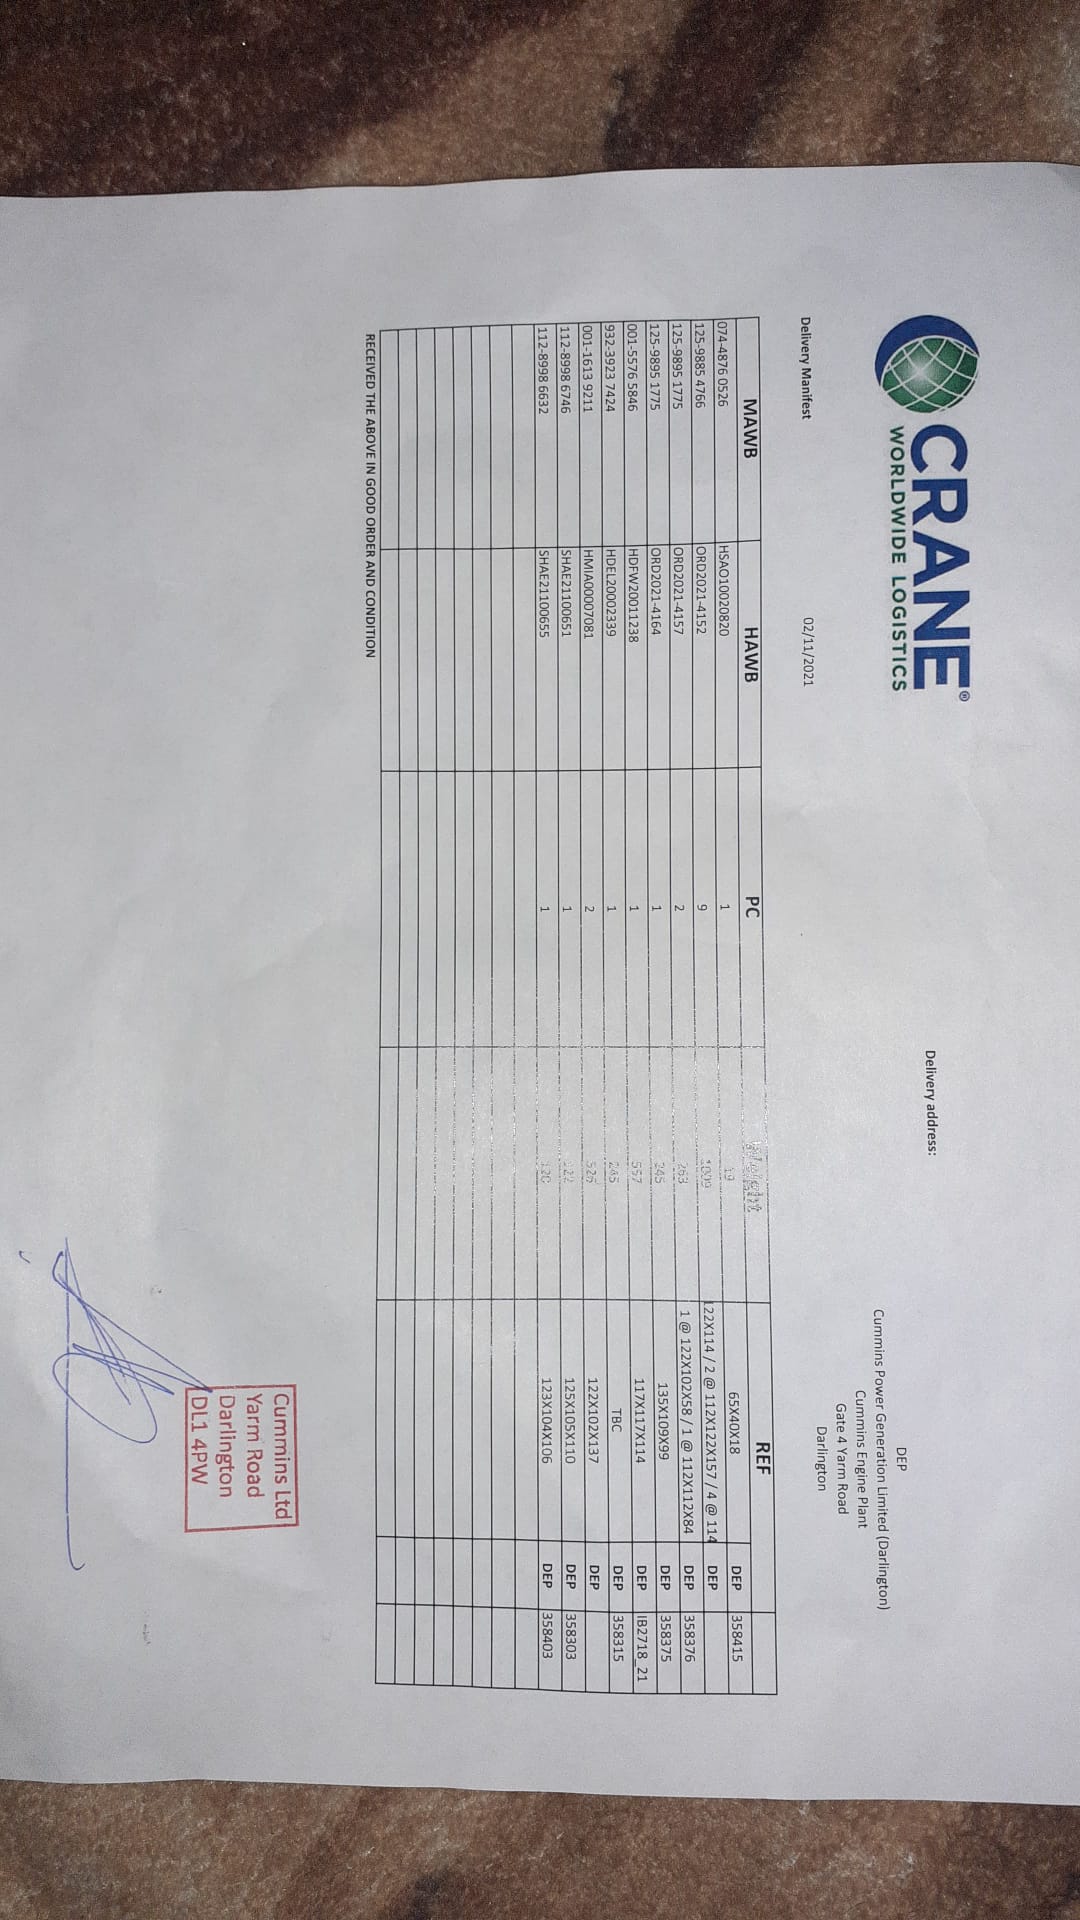 CRANE®
WORLDWIDE LOGISTICS
Delivery address:
DEP
Cummins Power Generation Limited (Darlington)
Cummins Engine Plant
Gate 4 Yarm Road
Darlington
Delivery Manifest 02/11/2021
MAWB HAWB PC Weight REF
074-4876 0526 HSAO10020820 1 19 65X40X18 DEP 358415
125-9885 4766 ORD2021-4152 9 1009 22X114 / 2 @ 112X122X157 / 4 @ 114 DEP
125-9895 1775 ORD2021-4157 2 263 1 @ 122X102X58 / 1 @ 112X112X84 DEP 358376
125-9895 1775 ORD2021-4164 1 245 135X109X99 DEP 358375
001-5576 5846 HDFW20011238 1 557 117X117X114 DEP IB2718_21
932-3923 7424 HDEL20002339 1 245 TBC DEP 358315
001-1613 9211 HMIA00007081 2 526 122X102X137 DEP
112-8998 6746 SHAE21100651 1 125X105X110 DEP 358303
112-8998 6632 SHAE21100655 1 120 123X104X106 DEP 358403
RECEIVED THE ABOVE IN GOOD ORDER AND CONDITION
Cummins Ltd
Yarm Road
Darlington
DL1 4PW